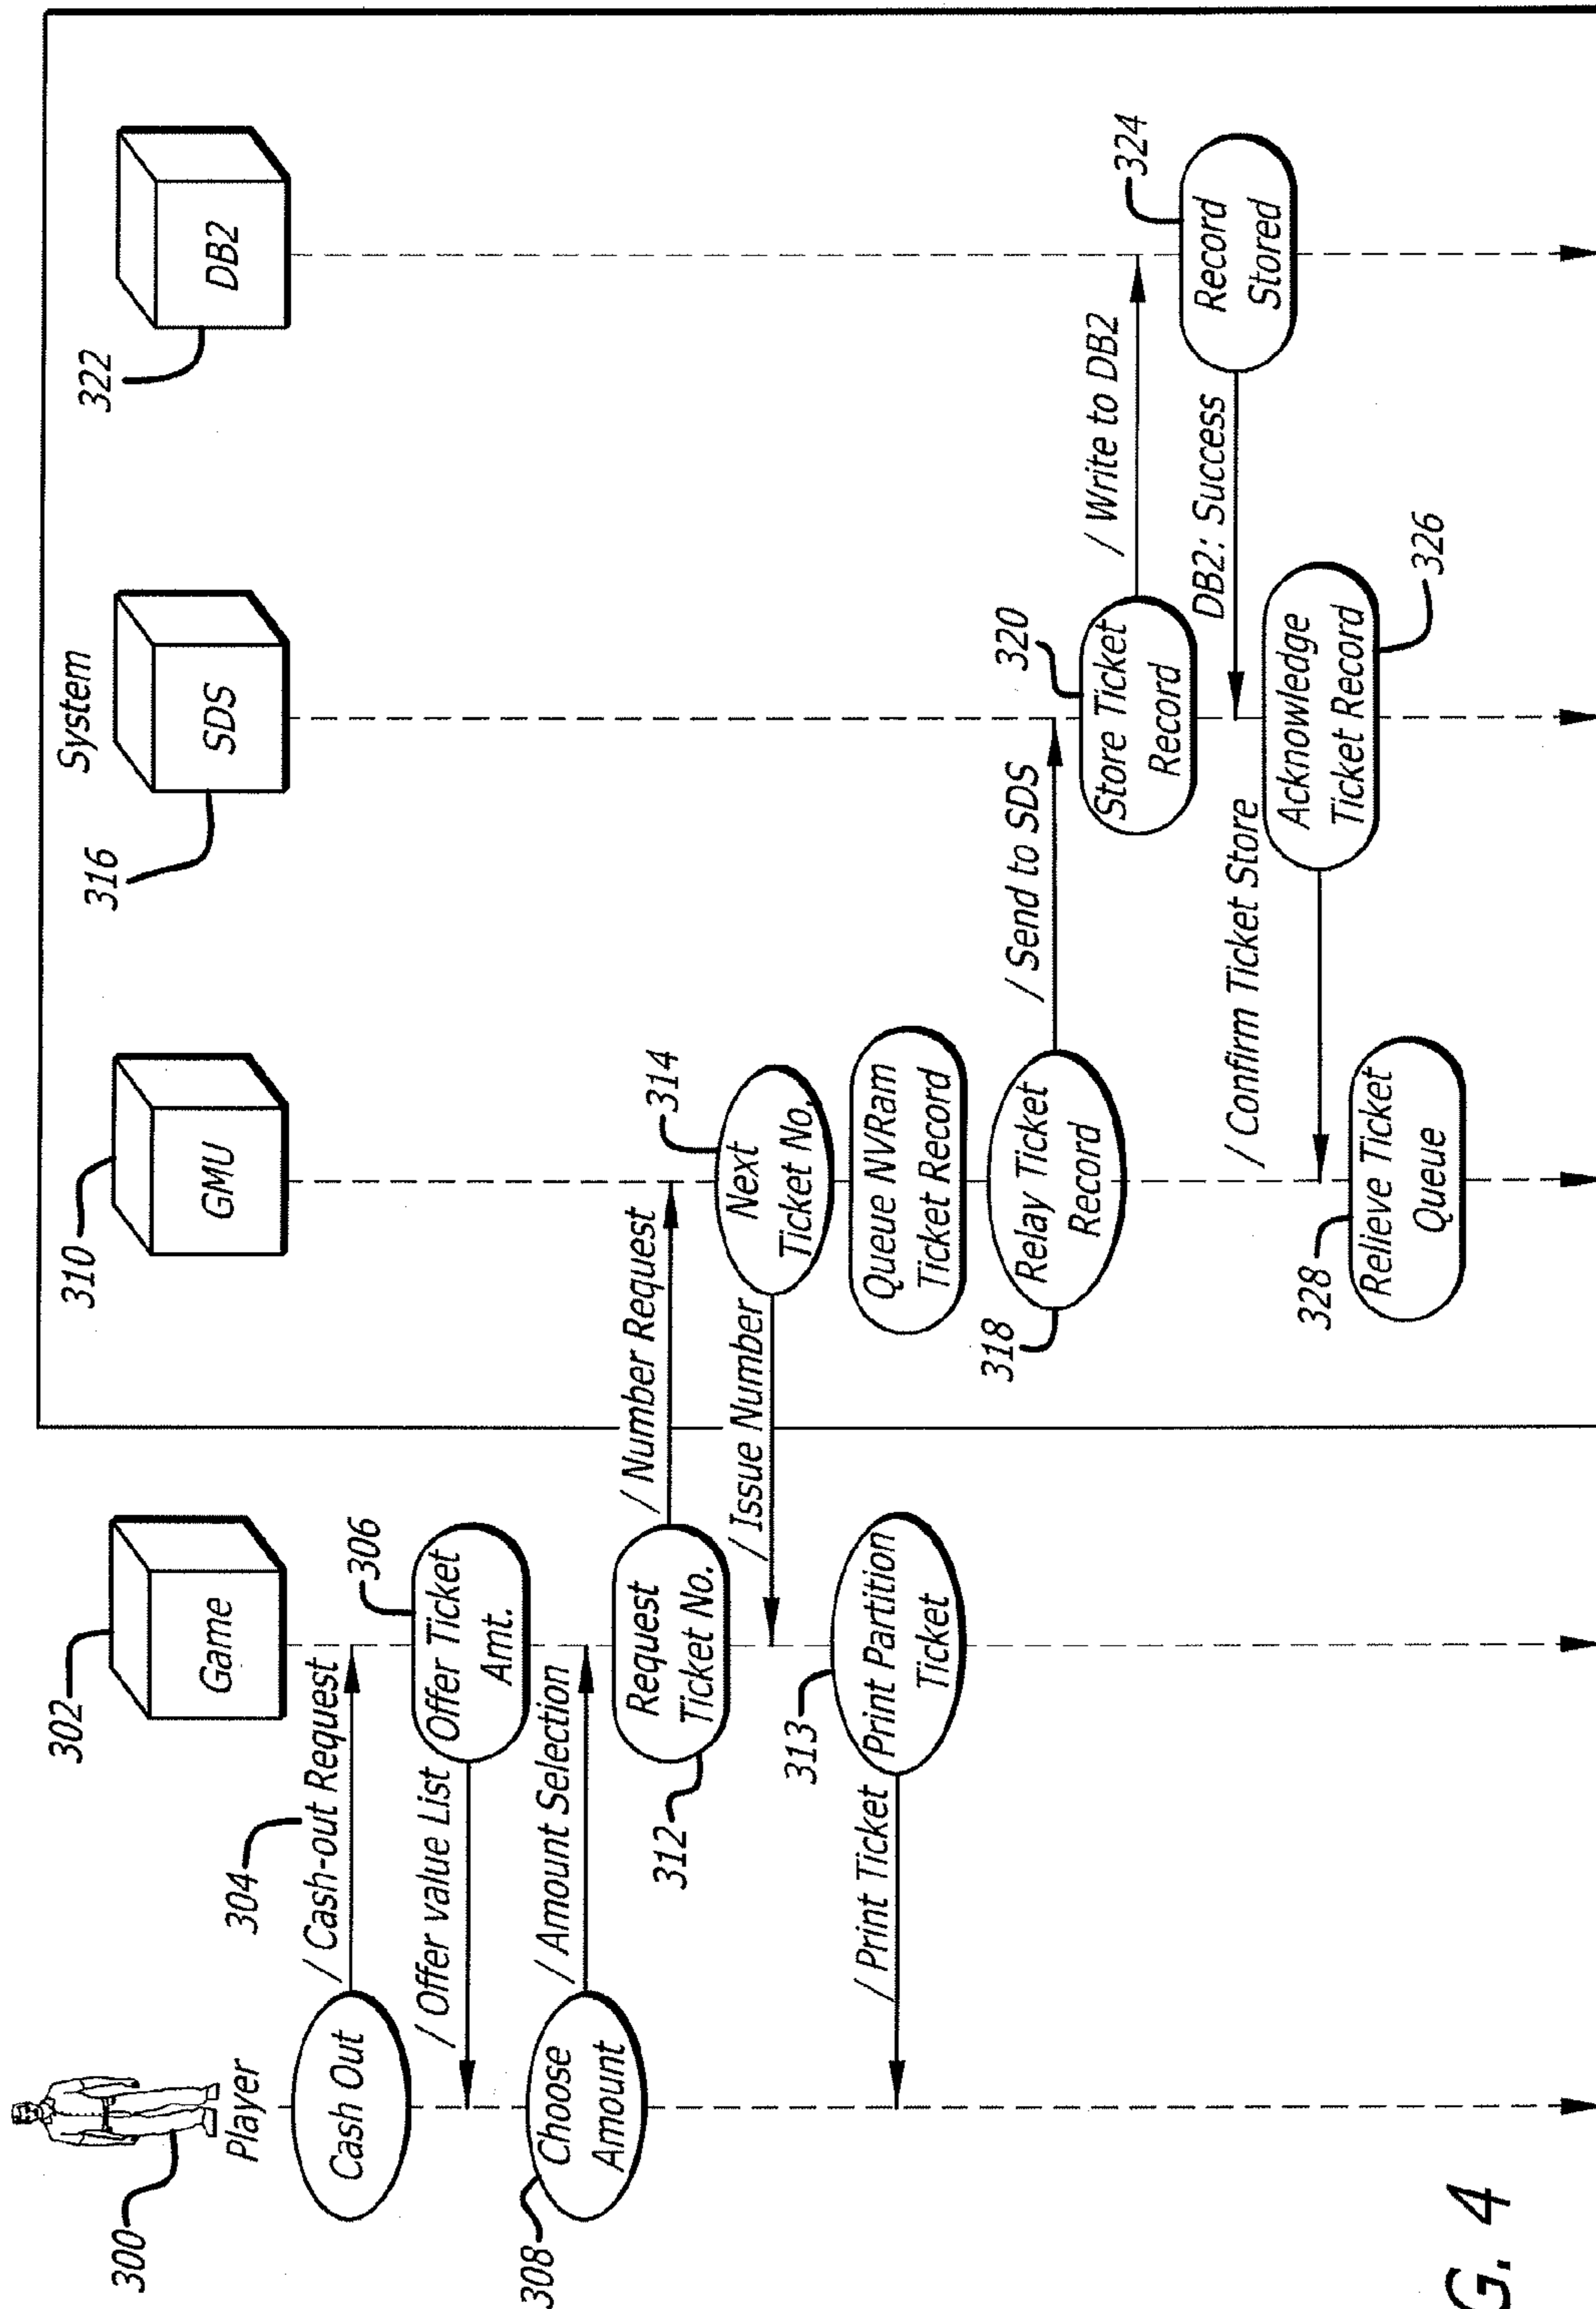 System
300
Player
302
Game
310
GMU
316
SDS
322
DB2
304
Cash Out
/ Cash-out Request
306
/ Offer value List
Offer Ticket
Amt.
308
Choose
Amount
/ Amount Selection
312
Request
Ticket No.
/ Number Request
314
Next
Ticket No.
/ Issue Number
313
Print Partition
Ticket
/ Print Ticket
Queue NVRam
Ticket Record
318
Relay Ticket
Record
/ Send to SDS
320
Store Ticket
Record
/ Write to DB2
324
Record
Stored
DB2: Success
326
Acknowledge
Ticket Record
/ Confirm Ticket Store
328
Relieve Ticket
Queue
G. 4